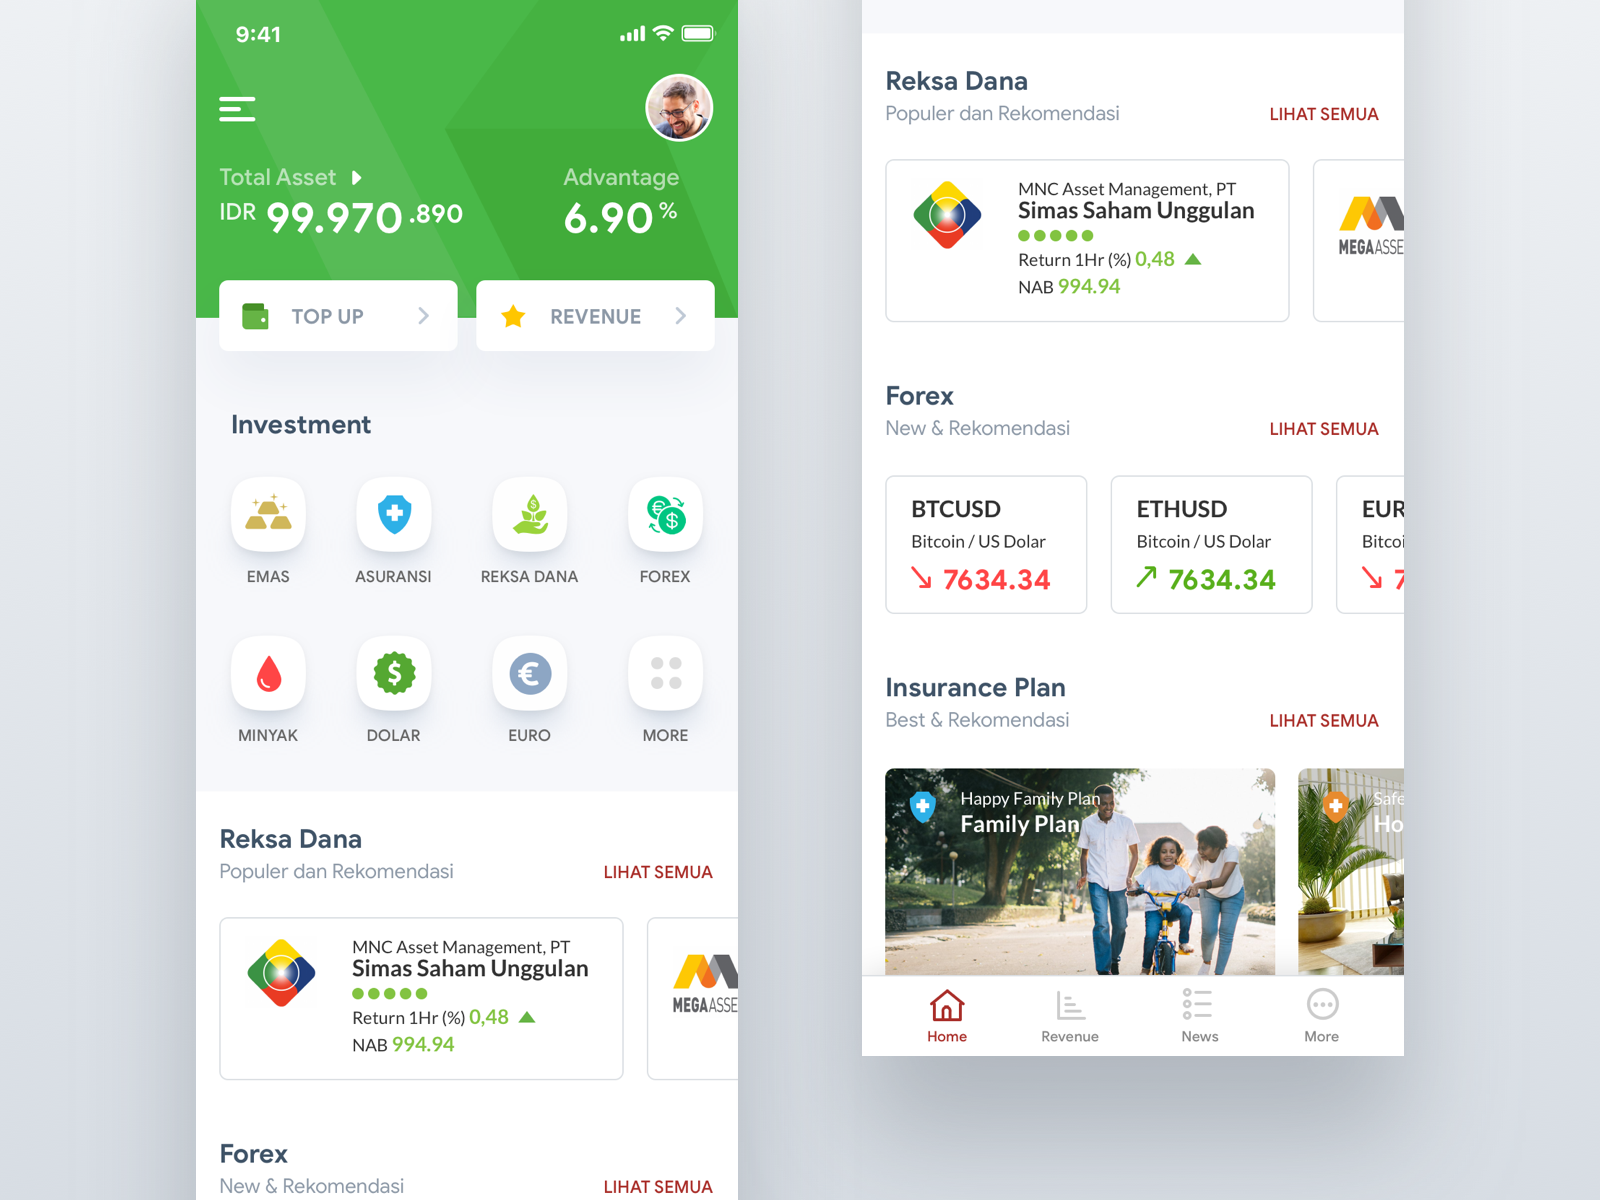 9:41
Total Asset
IDR 99.970 .890
Advantage
6.90 %
TOP UP
REVENUE
Investment
EMAS
ASURANSI
REKSA DANA
FOREX
MINYAK
DOLAR
EURO
MORE
Reksa Dana
Populer dan Rekomendasi
LIHAT SEMUA
MNC Asset Management, PT
Simas Saham Unggulan
Return 1Hr (%) 0,48
NAB 994.94
MEGAASSE
Forex
New & Rekomendasi
LIHAT SEMUA
Reksa Dana
Populer dan Rekomendasi
LIHAT SEMUA
MNC Asset Management, PT
Simas Saham Unggulan
Return 1Hr (%) 0,48
NAB 994.94
MEGAASSE
Forex
New & Rekomendasi
LIHAT SEMUA
BTCUSD
Bitcoin / US Dolar
7634.34
ETHUSD
Bitcoin / US Dolar
7634.34
EUR
Bitcoi
7
Insurance Plan
Best & Rekomendasi
LIHAT SEMUA
Happy Family Plan
Family Plan
Safe
Ho
Home
Revenue
News
More